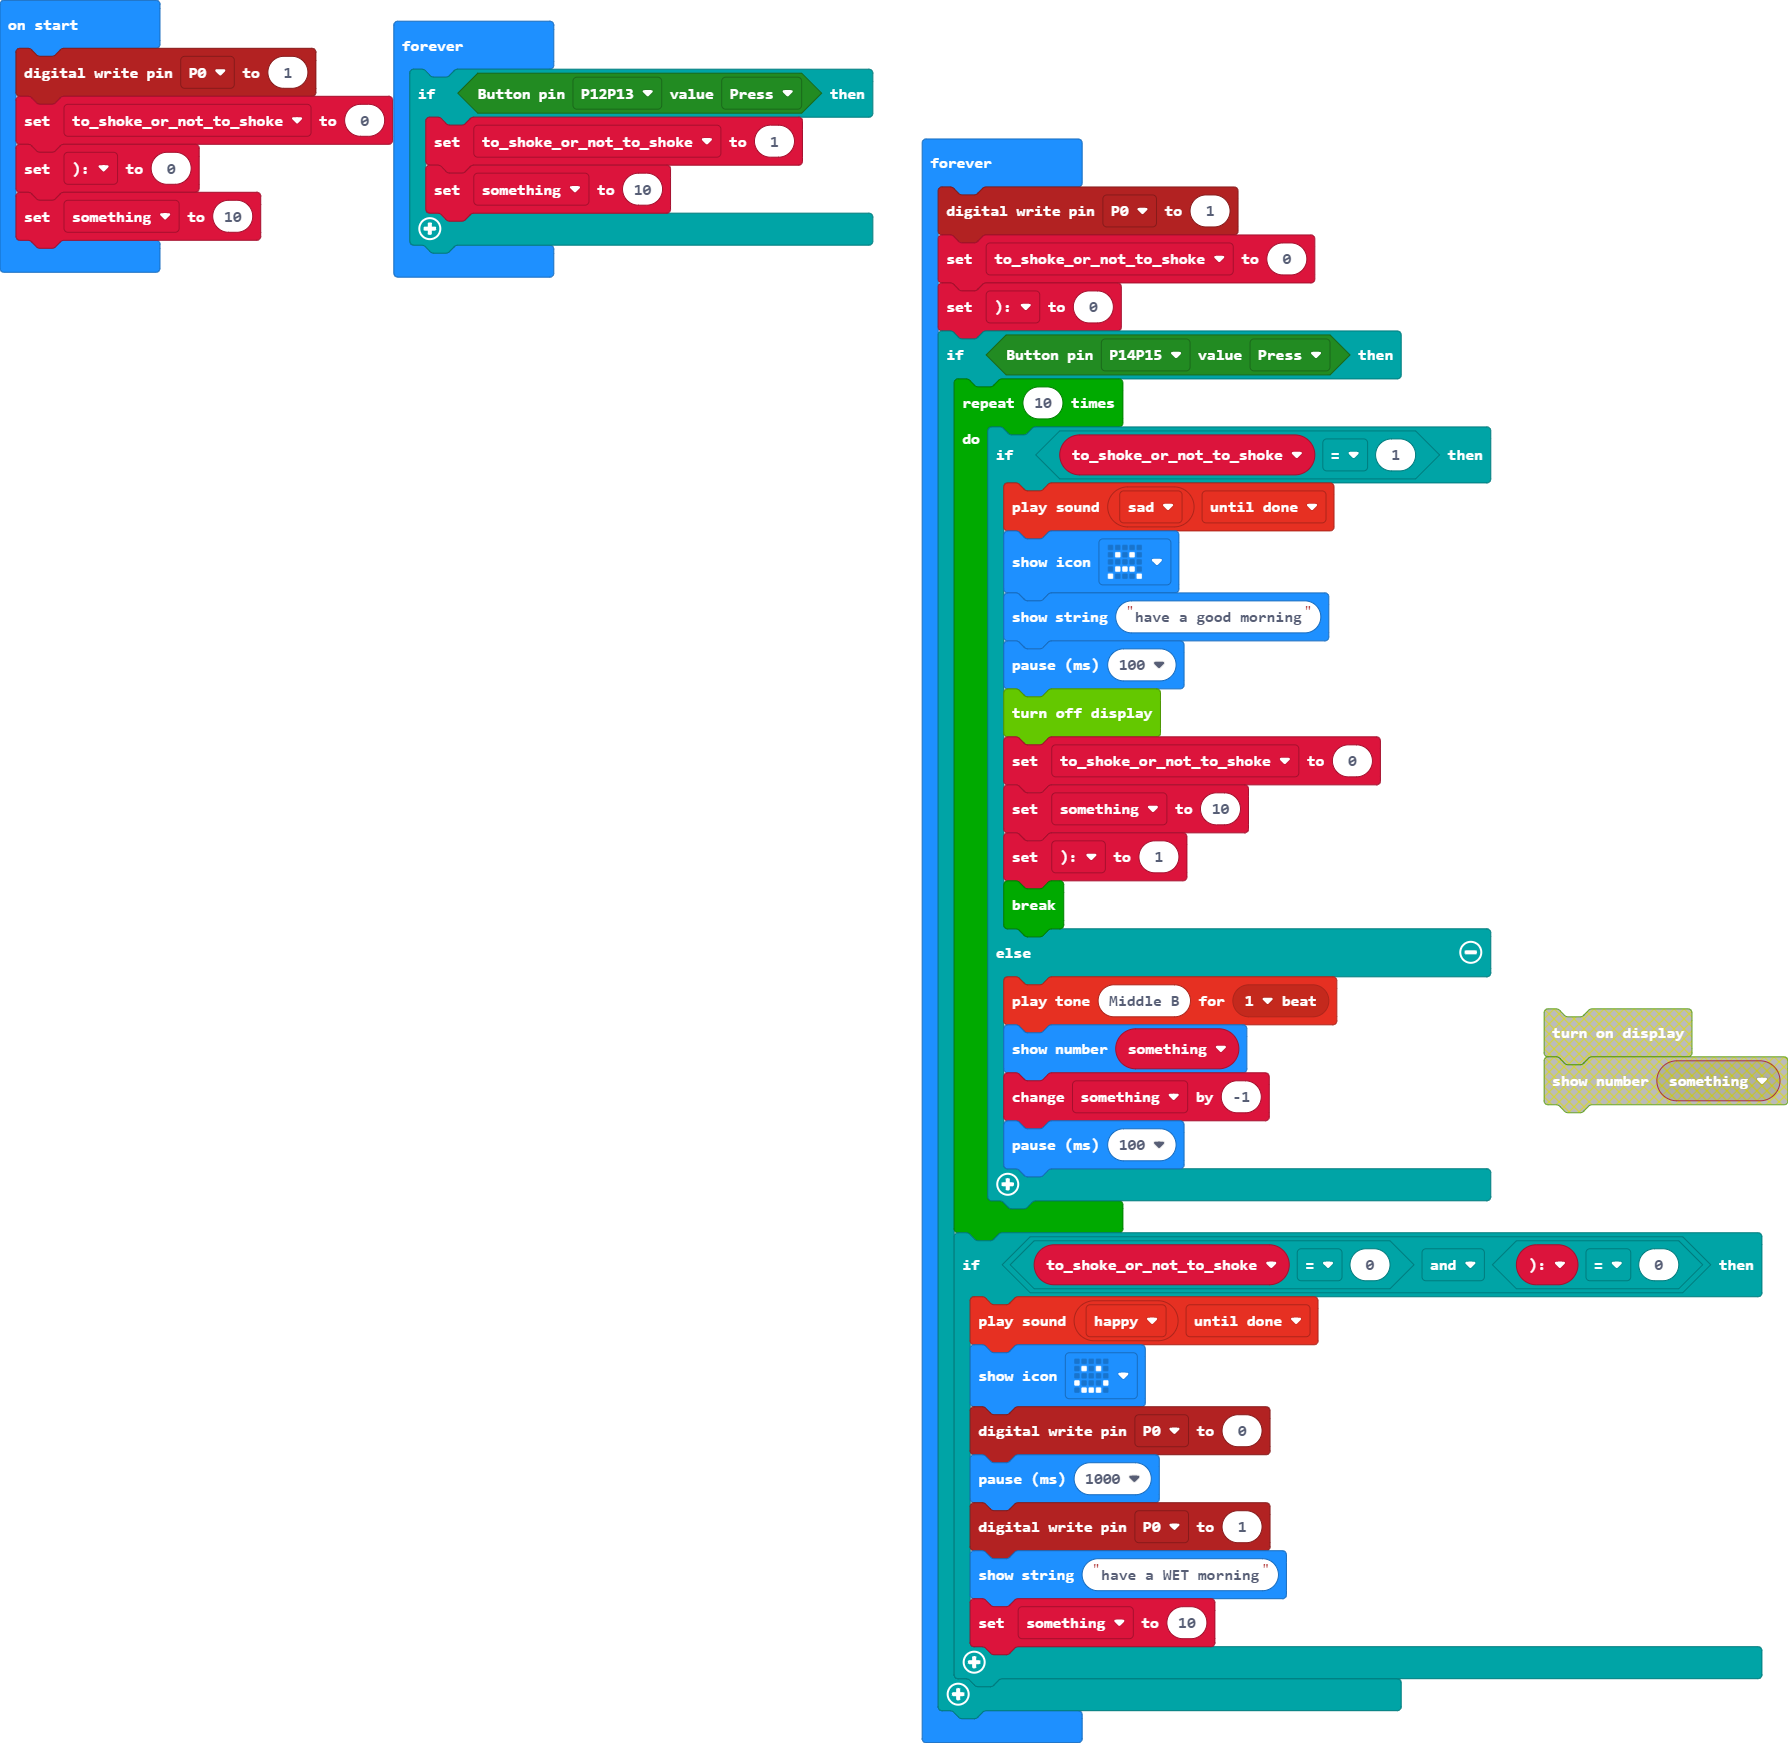 on start
digital write pin P0 to 1
set to_shoke_or_not_to_shoke to 0
set ): to 0
set something to 10
forever
if Button pin P12P13 value Press then
set to_shoke_or_not_to_shoke to 1
set something to 10
forever
digital write pin P0 to 1
set to_shoke_or_not_to_shoke to 0
set ): to 0
if Button pin P14P15 value Press then
repeat 10 times
do
if to_shoke_or_not_to_shoke = 1 then
play sound sad until done
show icon
show string "have a good morning"
pause (ms) 100
turn off display
set to_shoke_or_not_to_shoke to 0
set something to 10
set ): to 1
break
else
play tone Middle B for 1 beat
show number something
change something by -1
pause (ms) 100
if to_shoke_or_not_to_shoke = 0 and ): = 0 then
play sound happy until done
show icon
digital write pin P0 to 0
pause (ms) 1000
digital write pin P0 to 1
show string "have a WET morning"
set something to 10
turn on display
show number something